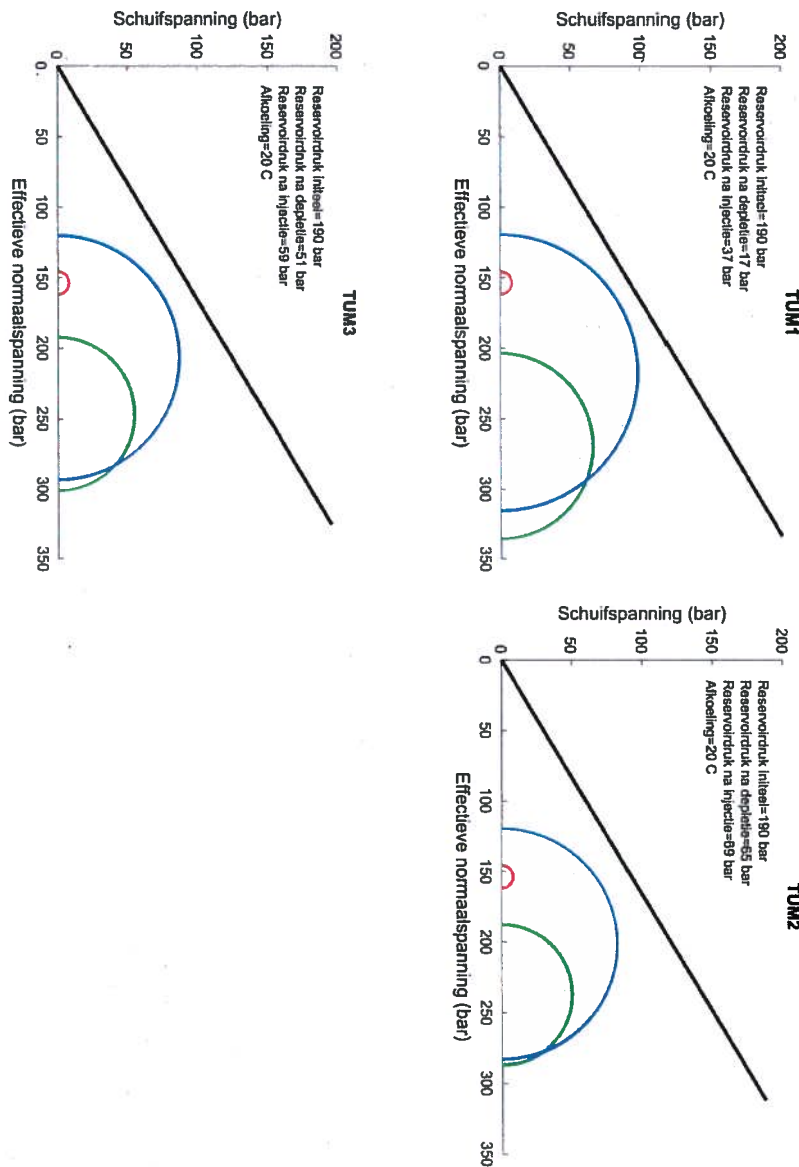 TUM1
Reservoirdruk initeel=190 bar
Reservoirdruk na depletie=17 bar
Reservoirdruk na injectie=37 bar
Afkoeling=20 C
Schuifspanning (bar)
200
150
100
50
0
0
50
100
150
200
250
300
350
Effectieve normaalspanning (bar)
TUM2
Reservoirdruk initeel=190 bar
Reservoirdruk na depletie=65 bar
Reservoirdruk na injectie=69 bar
Afkoeling=20 C
Schuifspanning (bar)
200
150
100
50
0
0
50
100
150
200
250
300
350
Effectieve normaalspanning (bar)
TUM3
Reservoirdruk initeel=190 bar
Reservoirdruk na depletie=51 bar
Reservoirdruk na injectie=59 bar
Afkoeling=20 C
Schuifspanning (bar)
200
150
100
50
0
0
50
100
150
200
250
300
350
Effectieve normaalspanning (bar)